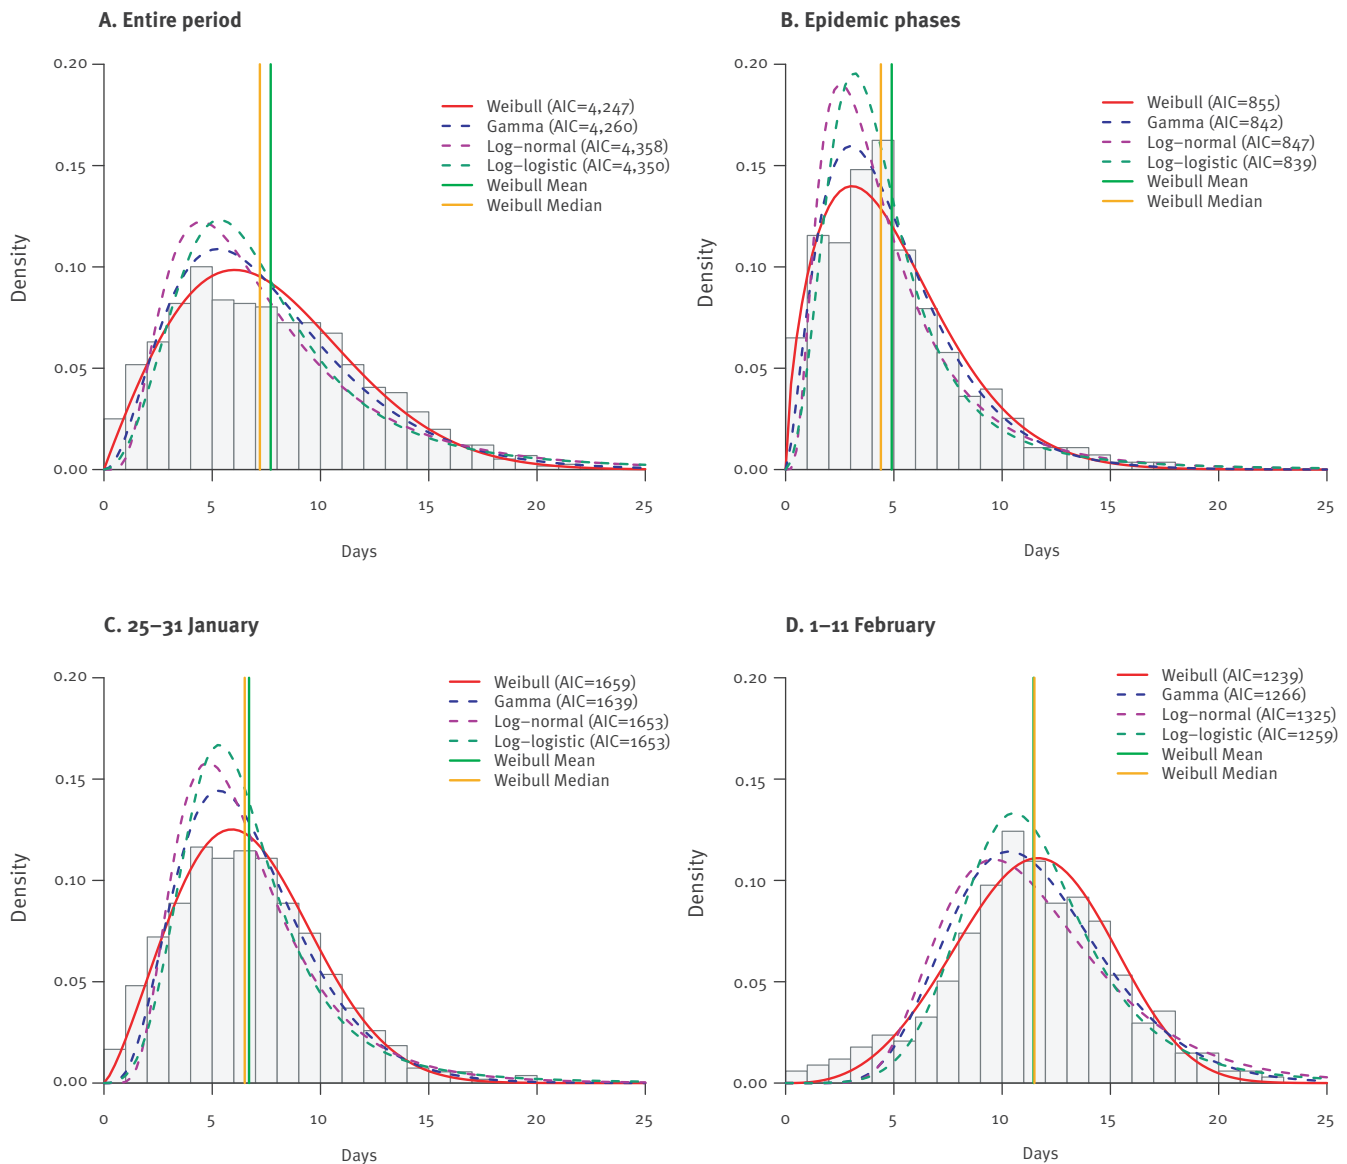 A. Entire period
0.20
0.15
0.10
0.05
0.00
Density
0
5
10
15
20
25
Days
Weibull (AIC=4,247)
Gamma (AIC=4,260)
Log–normal (AIC=4,358)
Log–logistic (AIC=4,350)
Weibull Mean
Weibull Median
B. Epidemic phases
0.20
0.15
0.10
0.05
0.00
Density
0
5
10
15
20
25
Days
Weibull (AIC=855)
Gamma (AIC=842)
Log–normal (AIC=847)
Log–logistic (AIC=839)
Weibull Mean
Weibull Median
C. 25–31 January
0.20
0.15
0.10
0.05
0.00
Density
0
5
10
15
20
25
Days
Weibull (AIC=1659)
Gamma (AIC=1639)
Log–normal (AIC=1653)
Log–logistic (AIC=1653)
Weibull Mean
Weibull Median
D. 1–11 February
0.20
0.15
0.10
0.05
0.00
Density
0
5
10
15
20
25
Days
Weibull (AIC=1239)
Gamma (AIC=1266)
Log–normal (AIC=1325)
Log–logistic (AIC=1259)
Weibull Mean
Weibull Median